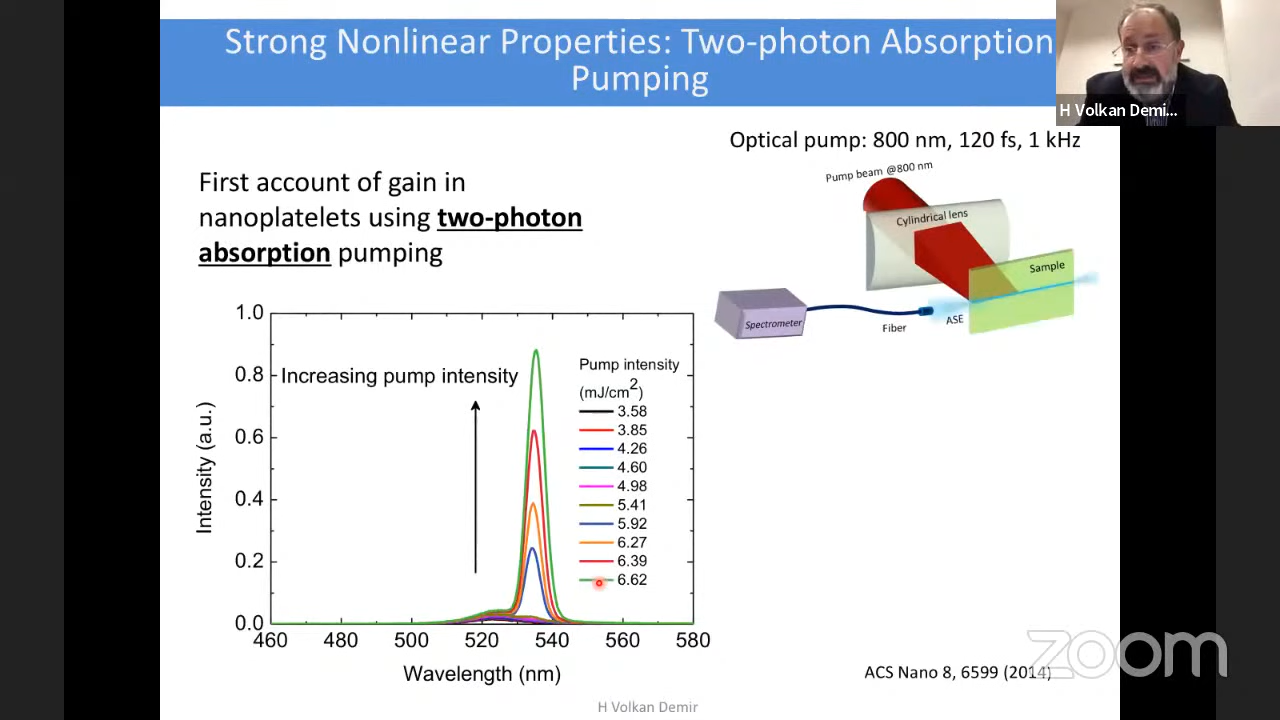 Strong Nonlinear Properties: Two-photon Absorption
Pumping
H Volkan Demi...
Optical pump: 800 nm, 120 fs, 1 kHz
First account of gain in
nanoplatelets using two-photon
absorption pumping
Pump beam @800 nm
Cylindrical lens
Sample
Spectrometer
Fiber
ASE
1.0
0.8
0.6
0.4
0.2
0.0
Intensity (a.u.)
Increasing pump intensity
Pump intensity
(mJ/cm2)
3.58
3.85
4.26
4.60
4.98
5.41
5.92
6.27
6.39
6.62
460 480 500 520 540 560 580
Wavelength (nm)
ACS Nano 8, 6599 (2014)
zoom
H Volkan Demir